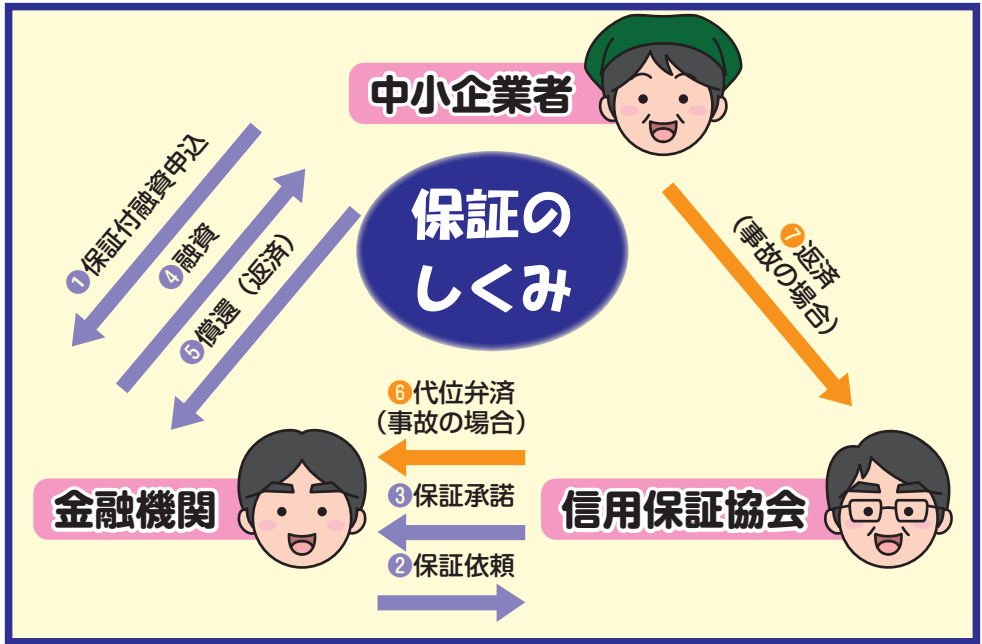 中小企業者
保証の
しくみ
❶保証付融資申込
❹融資
❺償還（返済）
❼返済
（事故の場合）
❻代位弁済
（事故の場合）
❸保証承諾
❷保証依頼
金融機関
信用保証協会